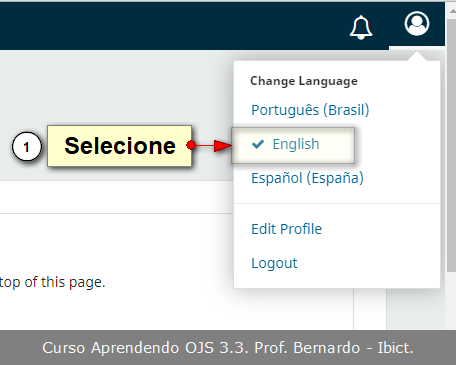 Change Language
Português (Brasil)
1 Selecione
✔ English
Español (España)
Edit Profile
top of this page.
Logout
Curso Aprendendo OJS 3.3. Prof. Bernardo - Ibict.